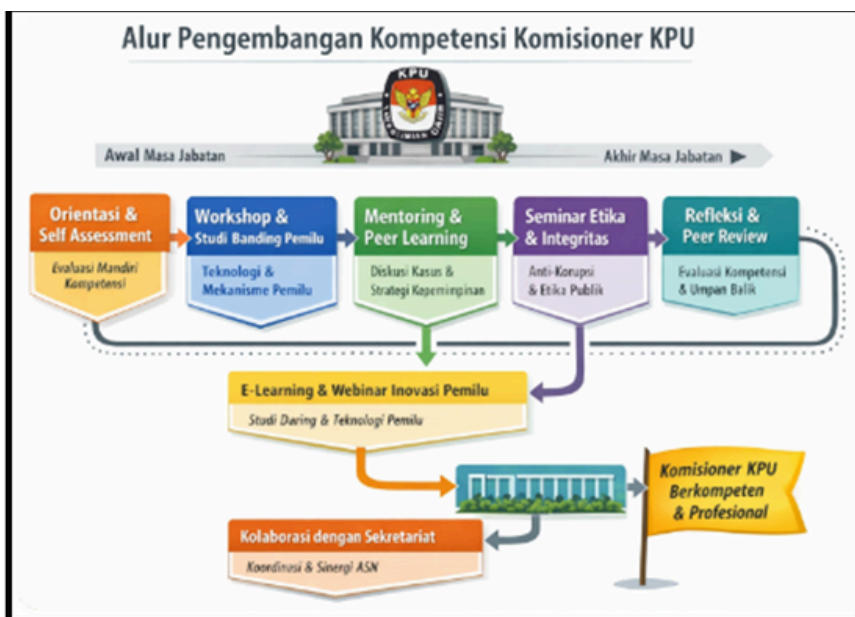 Alur Pengembangan Kompetensi Komisioner KPU
KPU
Awal Masa Jabatan
Akhir Masa Jabatan
Orientasi &
Self Assessment
Evaluasi Mandiri
Kompetensi
Workshop &
Studi Banding Pemilu
Teknologi &
Mekanisme Pemilu
Mentoring &
Peer Learning
Diskusi Kasus &
Strategi Kepemimpinan
Seminar Etika
& Integritas
Anti-Korupsi
& Etika Publik
Refleksi &
Peer Review
Evaluasi Kompetensi
& Umpan Balik
E-Learning & Webinar Inovasi Pemilu
Studi Daring & Teknologi Pemilu
Komisioner KPU
Berkompeten
& Profesional
Kolaborasi dengan Sekretariat
Koordinasi & Sinergi ASN